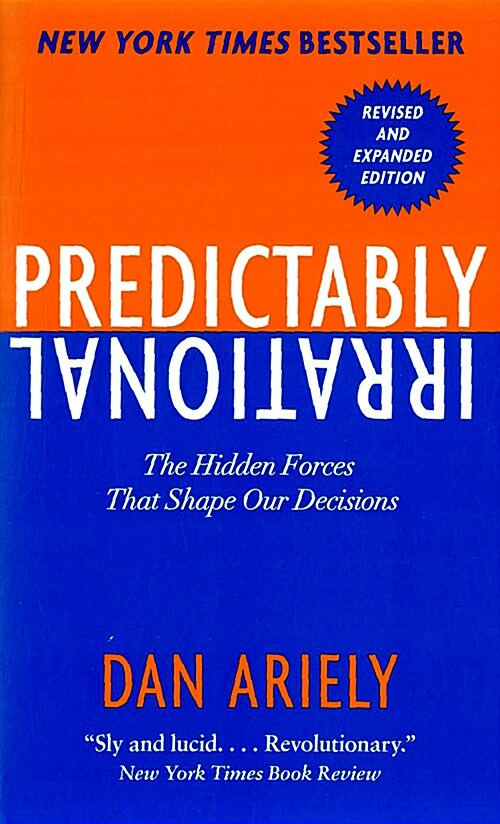 NEW YORK TIMES BESTSELLER
REVISED
AND
EXPANDED
EDITION
PREDICTABLY
IRRATIONAL
The Hidden Forces
That Shape Our Decisions
DAN ARIELY
“Sly and lucid. . . . Revolutionary.”
New York Times Book Review